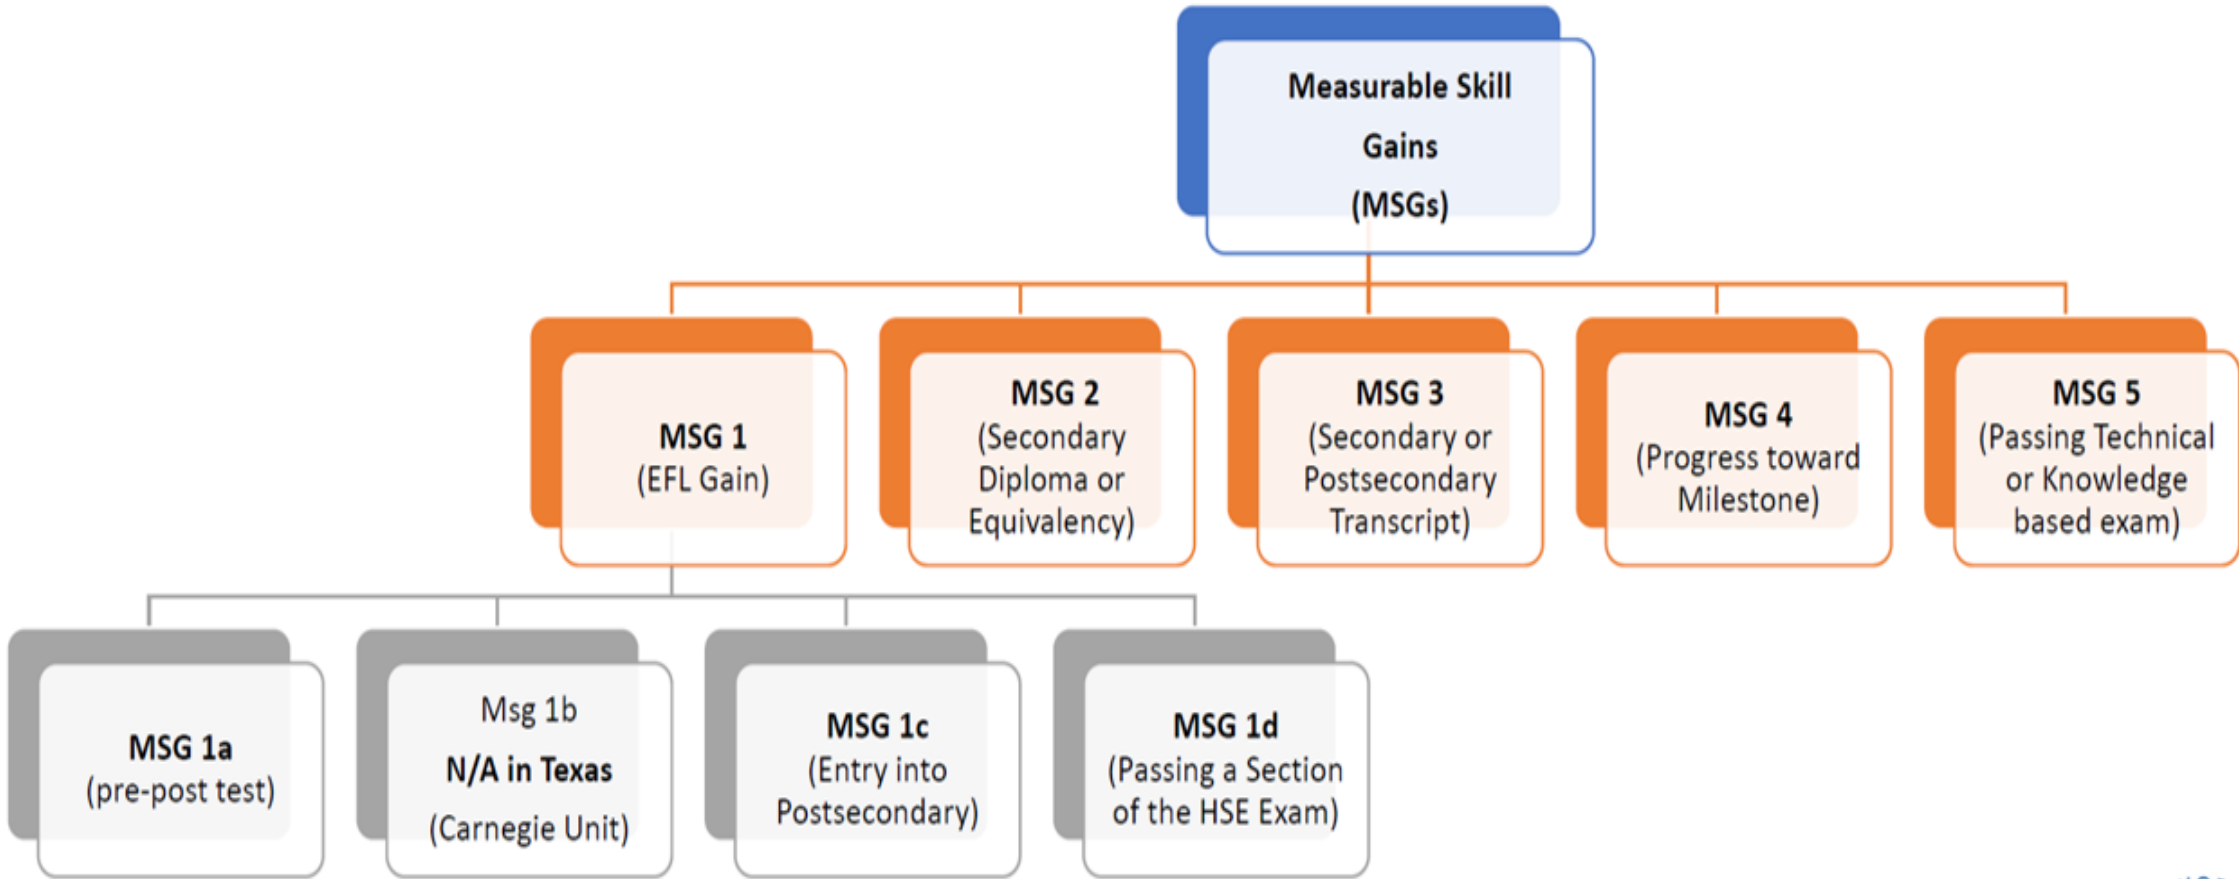 Measurable Skill
Gains
(MSGs)
MSG 1
(EFL Gain)
MSG 2
(Secondary
Diploma or
Equivalency)
MSG 3
(Secondary or
Postsecondary
Transcript)
MSG 4
(Progress toward
Milestone)
MSG 5
(Passing Technical
or Knowledge
based exam)
MSG 1a
(pre-post test)
Msg 1b
N/A in Texas
(Carnegie Unit)
MSG 1c
(Entry into
Postsecondary)
MSG 1d
(Passing a Section
of the HSE Exam)